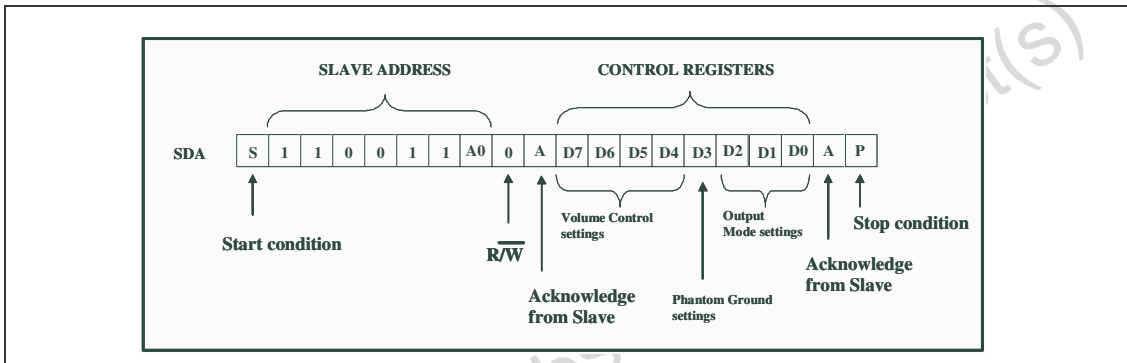 SLAVE ADDRESS CONTROL REGISTERS
SDA S 1 1 0 0 1 1 A0 0 A D7 D6 D5 D4 D3 D2 D1 D0 A P
Volume Control settings
Output Mode settings
Start condition
R/W̅
Stop condition
Acknowledge from Slave
Phantom Ground settings
Acknowledge from Slave